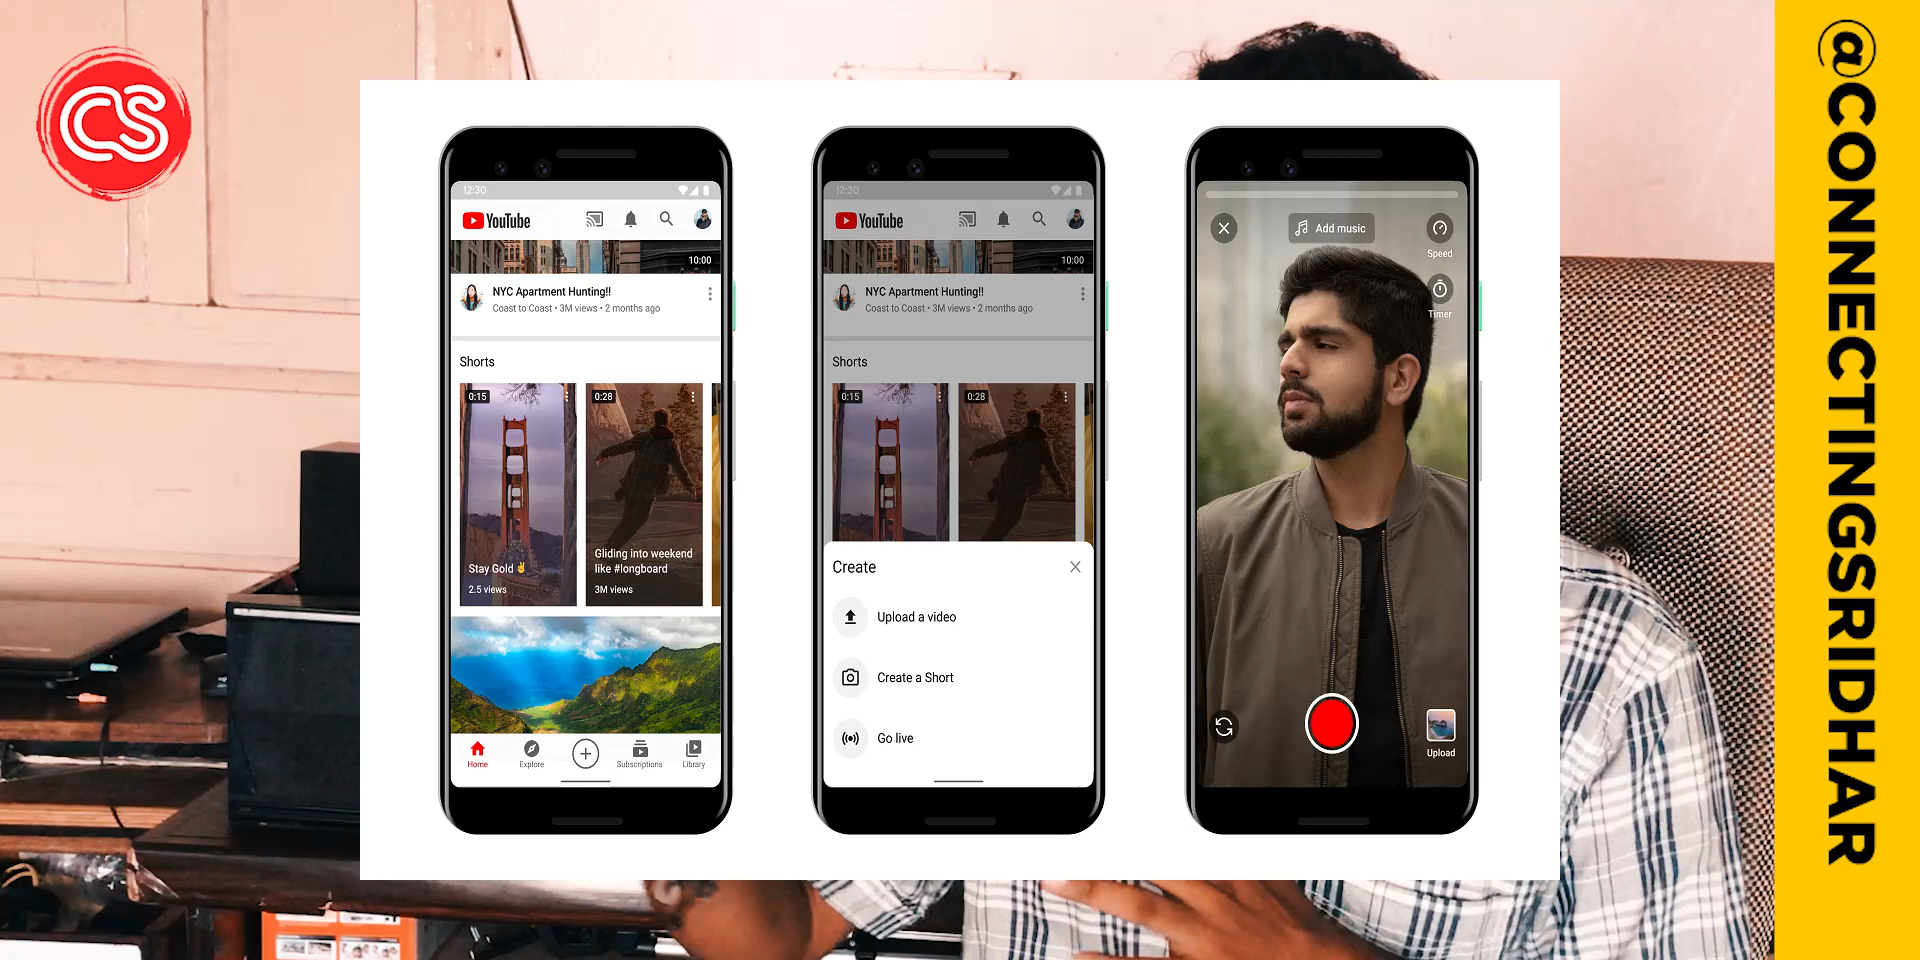 CS
12:30
YouTube
10:00
NYC Apartment Hunting!!
Coast to Coast • 3M views • 2 months ago
Shorts
0:15
0:28
Stay Gold ✌
2.5 views
Gliding into weekend
like #longboard
3M views
Home
Explore
Subscriptions
Library
12:30
YouTube
10:00
NYC Apartment Hunting!!
Coast to Coast • 3M views • 2 months ago
Shorts
0:15
0:28
Create
Upload a video
Create a Short
Go live
Add music
Speed
Timer
Upload
@CONNECTINGSRIDHAR